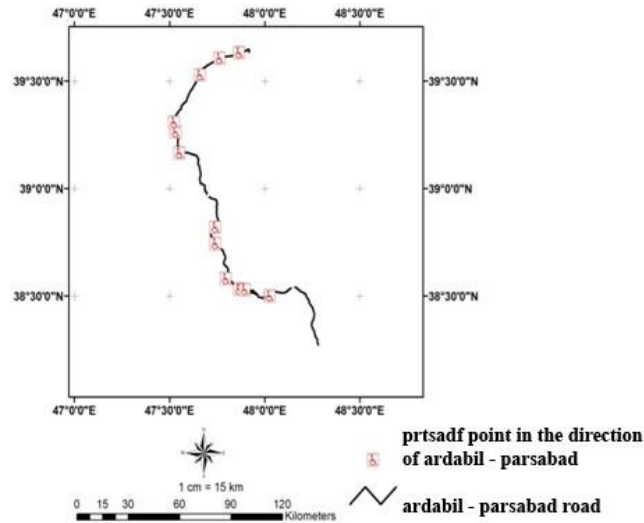 47°0'0"E 47°30'0"E 48°0'0"E 48°30'0"E
39°30'0"N 39°30'0"N
39°0'0"N 39°0'0"N
38°30'0"N 38°30'0"N
47°0'0"E 47°30'0"E 48°0'0"E 48°30'0"E
prtsadf point in the direction
of ardabil - parsabad
1 cm = 15 km
0 15 30 60 90 120
Kilometers
ardabil - parsabad road